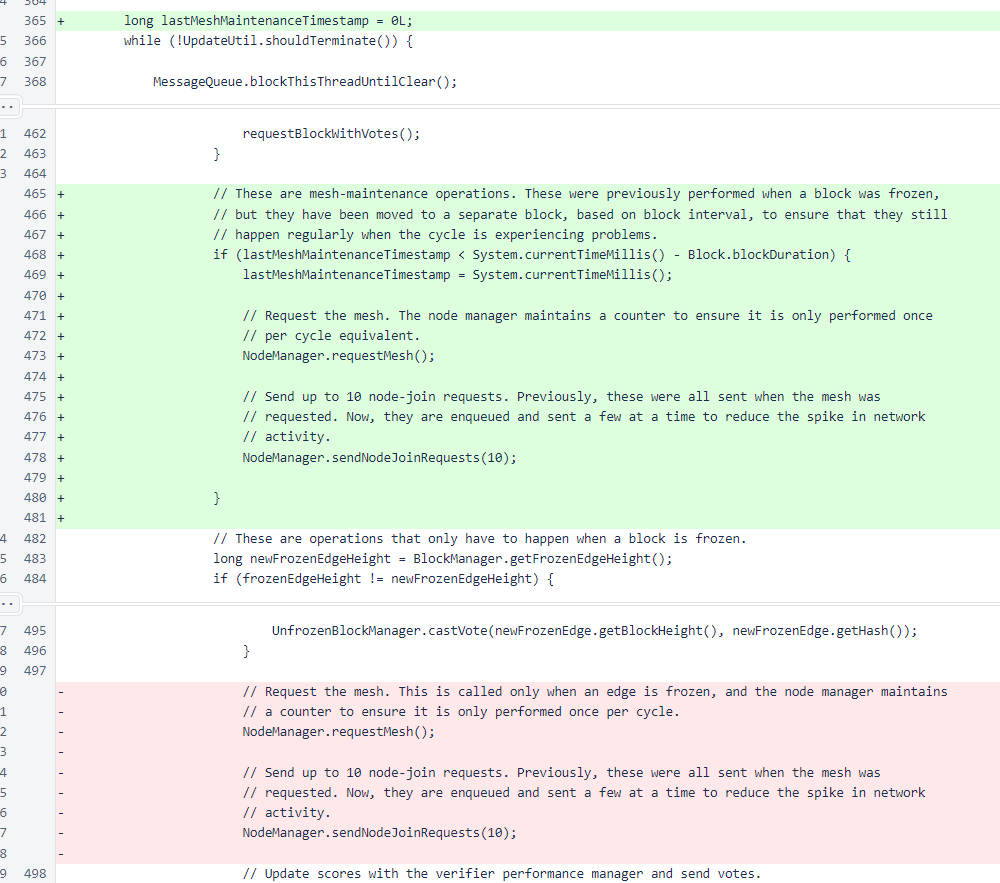 4 364
365 + long lastMeshMaintenanceTimestamp = 0L;
5 366 while (!UpdateUtil.shouldTerminate()) {
6 367
7 368 MessageQueue.blockThisThreadUntilClear();
..
1 462 requestBlockWithVotes();
2 463 }
3 464
465 + // These are mesh-maintenance operations. These were previously performed when a block was frozen,
466 + // but they have been moved to a separate block, based on block interval, to ensure that they still
467 + // happen regularly when the cycle is experiencing problems.
468 + if (lastMeshMaintenanceTimestamp < System.currentTimeMillis() - Block.blockDuration) {
469 + lastMeshMaintenanceTimestamp = System.currentTimeMillis();
470 +
471 + // Request the mesh. The node manager maintains a counter to ensure it is only performed once
472 + // per cycle equivalent.
473 + NodeManager.requestMesh();
474 +
475 + // Send up to 10 node-join requests. Previously, these were all sent when the mesh was
476 + // requested. Now, they are enqueued and sent a few at a time to reduce the spike in network
477 + // activity.
478 + NodeManager.sendNodeJoinRequests(10);
479 +
480 + }
481 +
4 482 // These are operations that only have to happen when a block is frozen.
5 483 long newFrozenEdgeHeight = BlockManager.getFrozenEdgeHeight();
6 484 if (frozenEdgeHeight != newFrozenEdgeHeight) {
..
7 495 UnfrozenBlockManager.castVote(newFrozenEdge.getBlockHeight(), newFrozenEdge.getHash());
8 496 }
9 497
0 - // Request the mesh. This is called only when an edge is frozen, and the node manager maintains
1 - // a counter to ensure it is only performed once per cycle.
2 - NodeManager.requestMesh();
3 -
4 - // Send up to 10 node-join requests. Previously, these were all sent when the mesh was
5 - // requested. Now, they are enqueued and sent a few at a time to reduce the spike in network
6 - // activity.
7 - NodeManager.sendNodeJoinRequests(10);
8 -
9 498 // Update scores with the verifier performance manager and send votes.